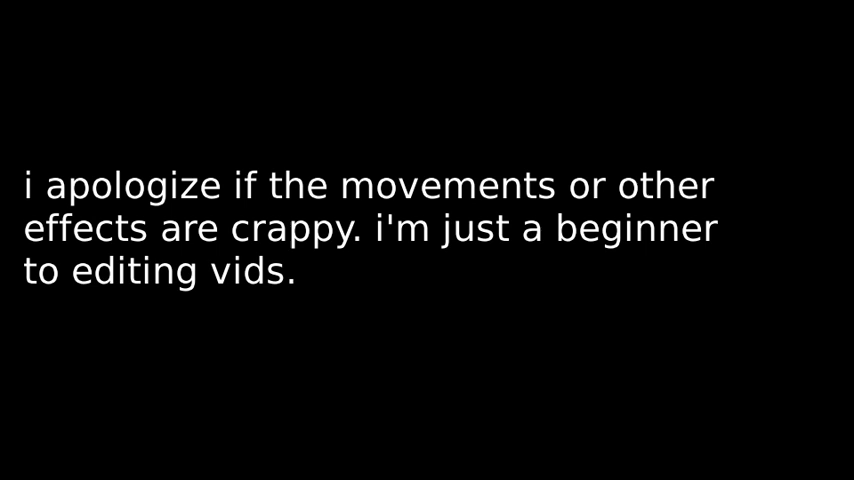 i apologize if the movements or other
effects are crappy. i'm just a beginner
to editing vids.